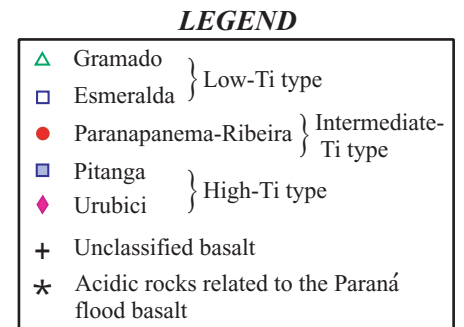 LEGEND
Gramado
Esmeralda
Low-Ti type
Paranapanema-Ribeira
Intermediate-
Ti type
Pitanga
Urubici
High-Ti type
+ Unclassified basalt
* Acidic rocks related to the Paraná
flood basalt